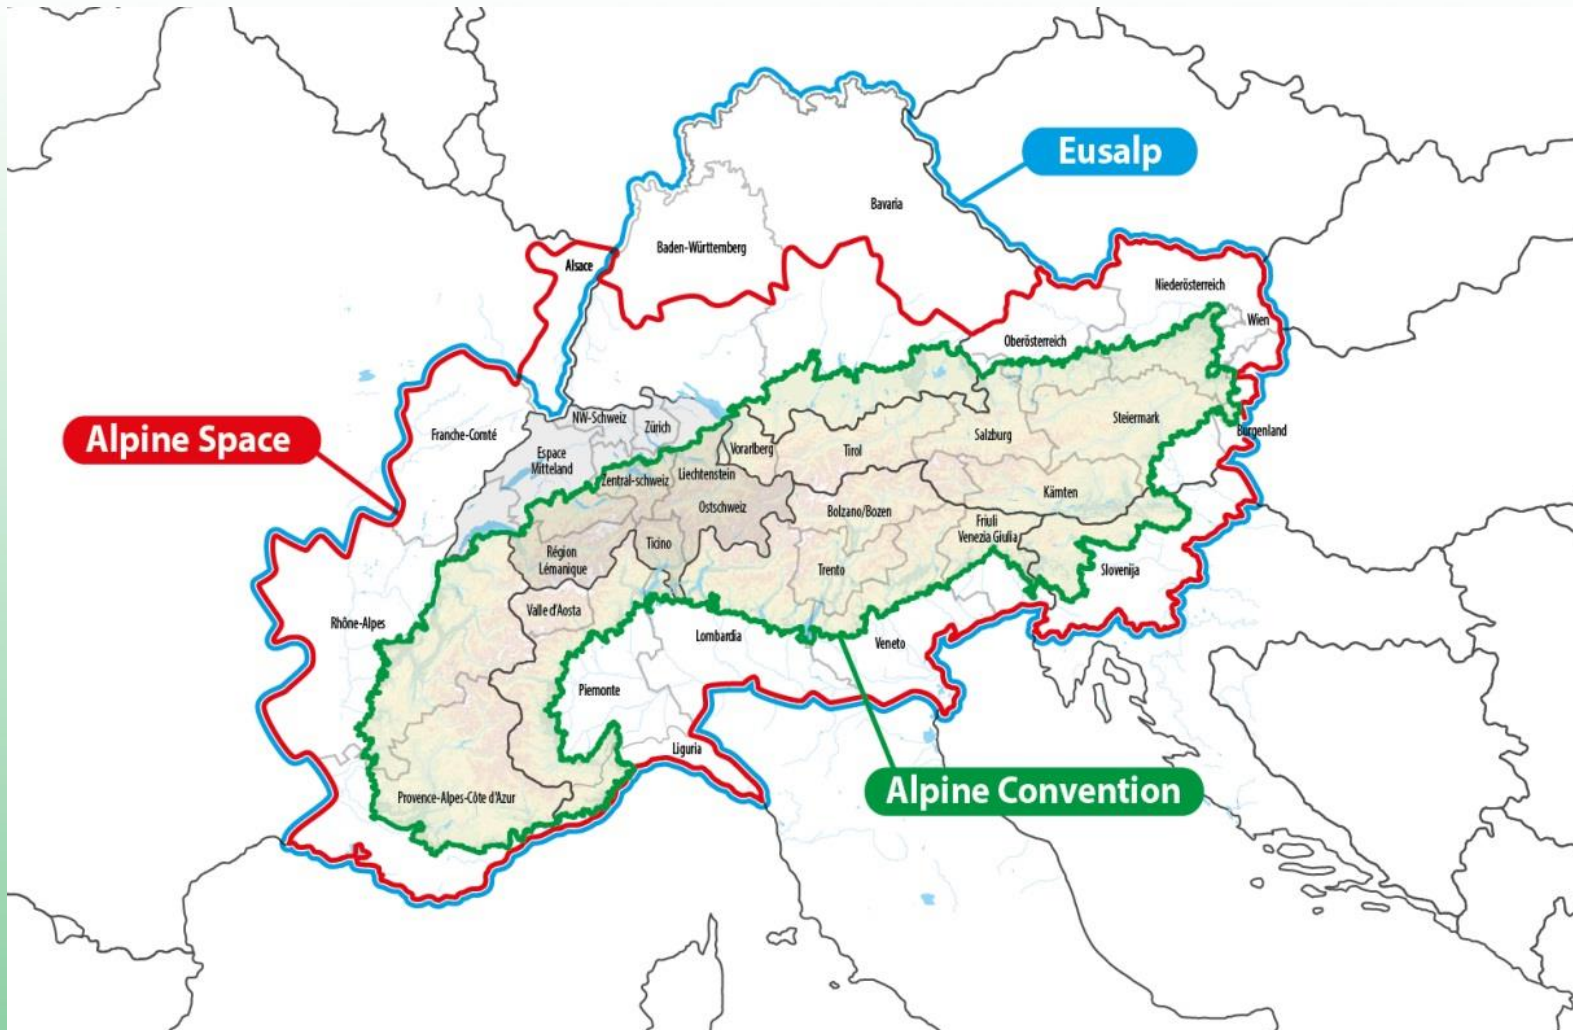 Eusalp
Bavaria
Baden-Württemberg
Alsace
Niederösterreich
Wien
Oberösterreich
Alpine Space
Franche-Comté
NW-Schweiz
Zürich
Espace
Mitteland
Zentral-schweiz
Vorarlberg
Liechtenstein
Ostschweiz
Tirol
Salzburg
Steiermark
Burgenland
Kärnten
Bolzano/Bozen
Friuli
Venezia Giulia
Région
Lémanique
Ticino
Trento
Slovenija
Valle d'Aosta
Rhône-Alpes
Lombardia
Veneto
Piemonte
Liguria
Provence-Alpes-Côte d'Azur
Alpine Convention